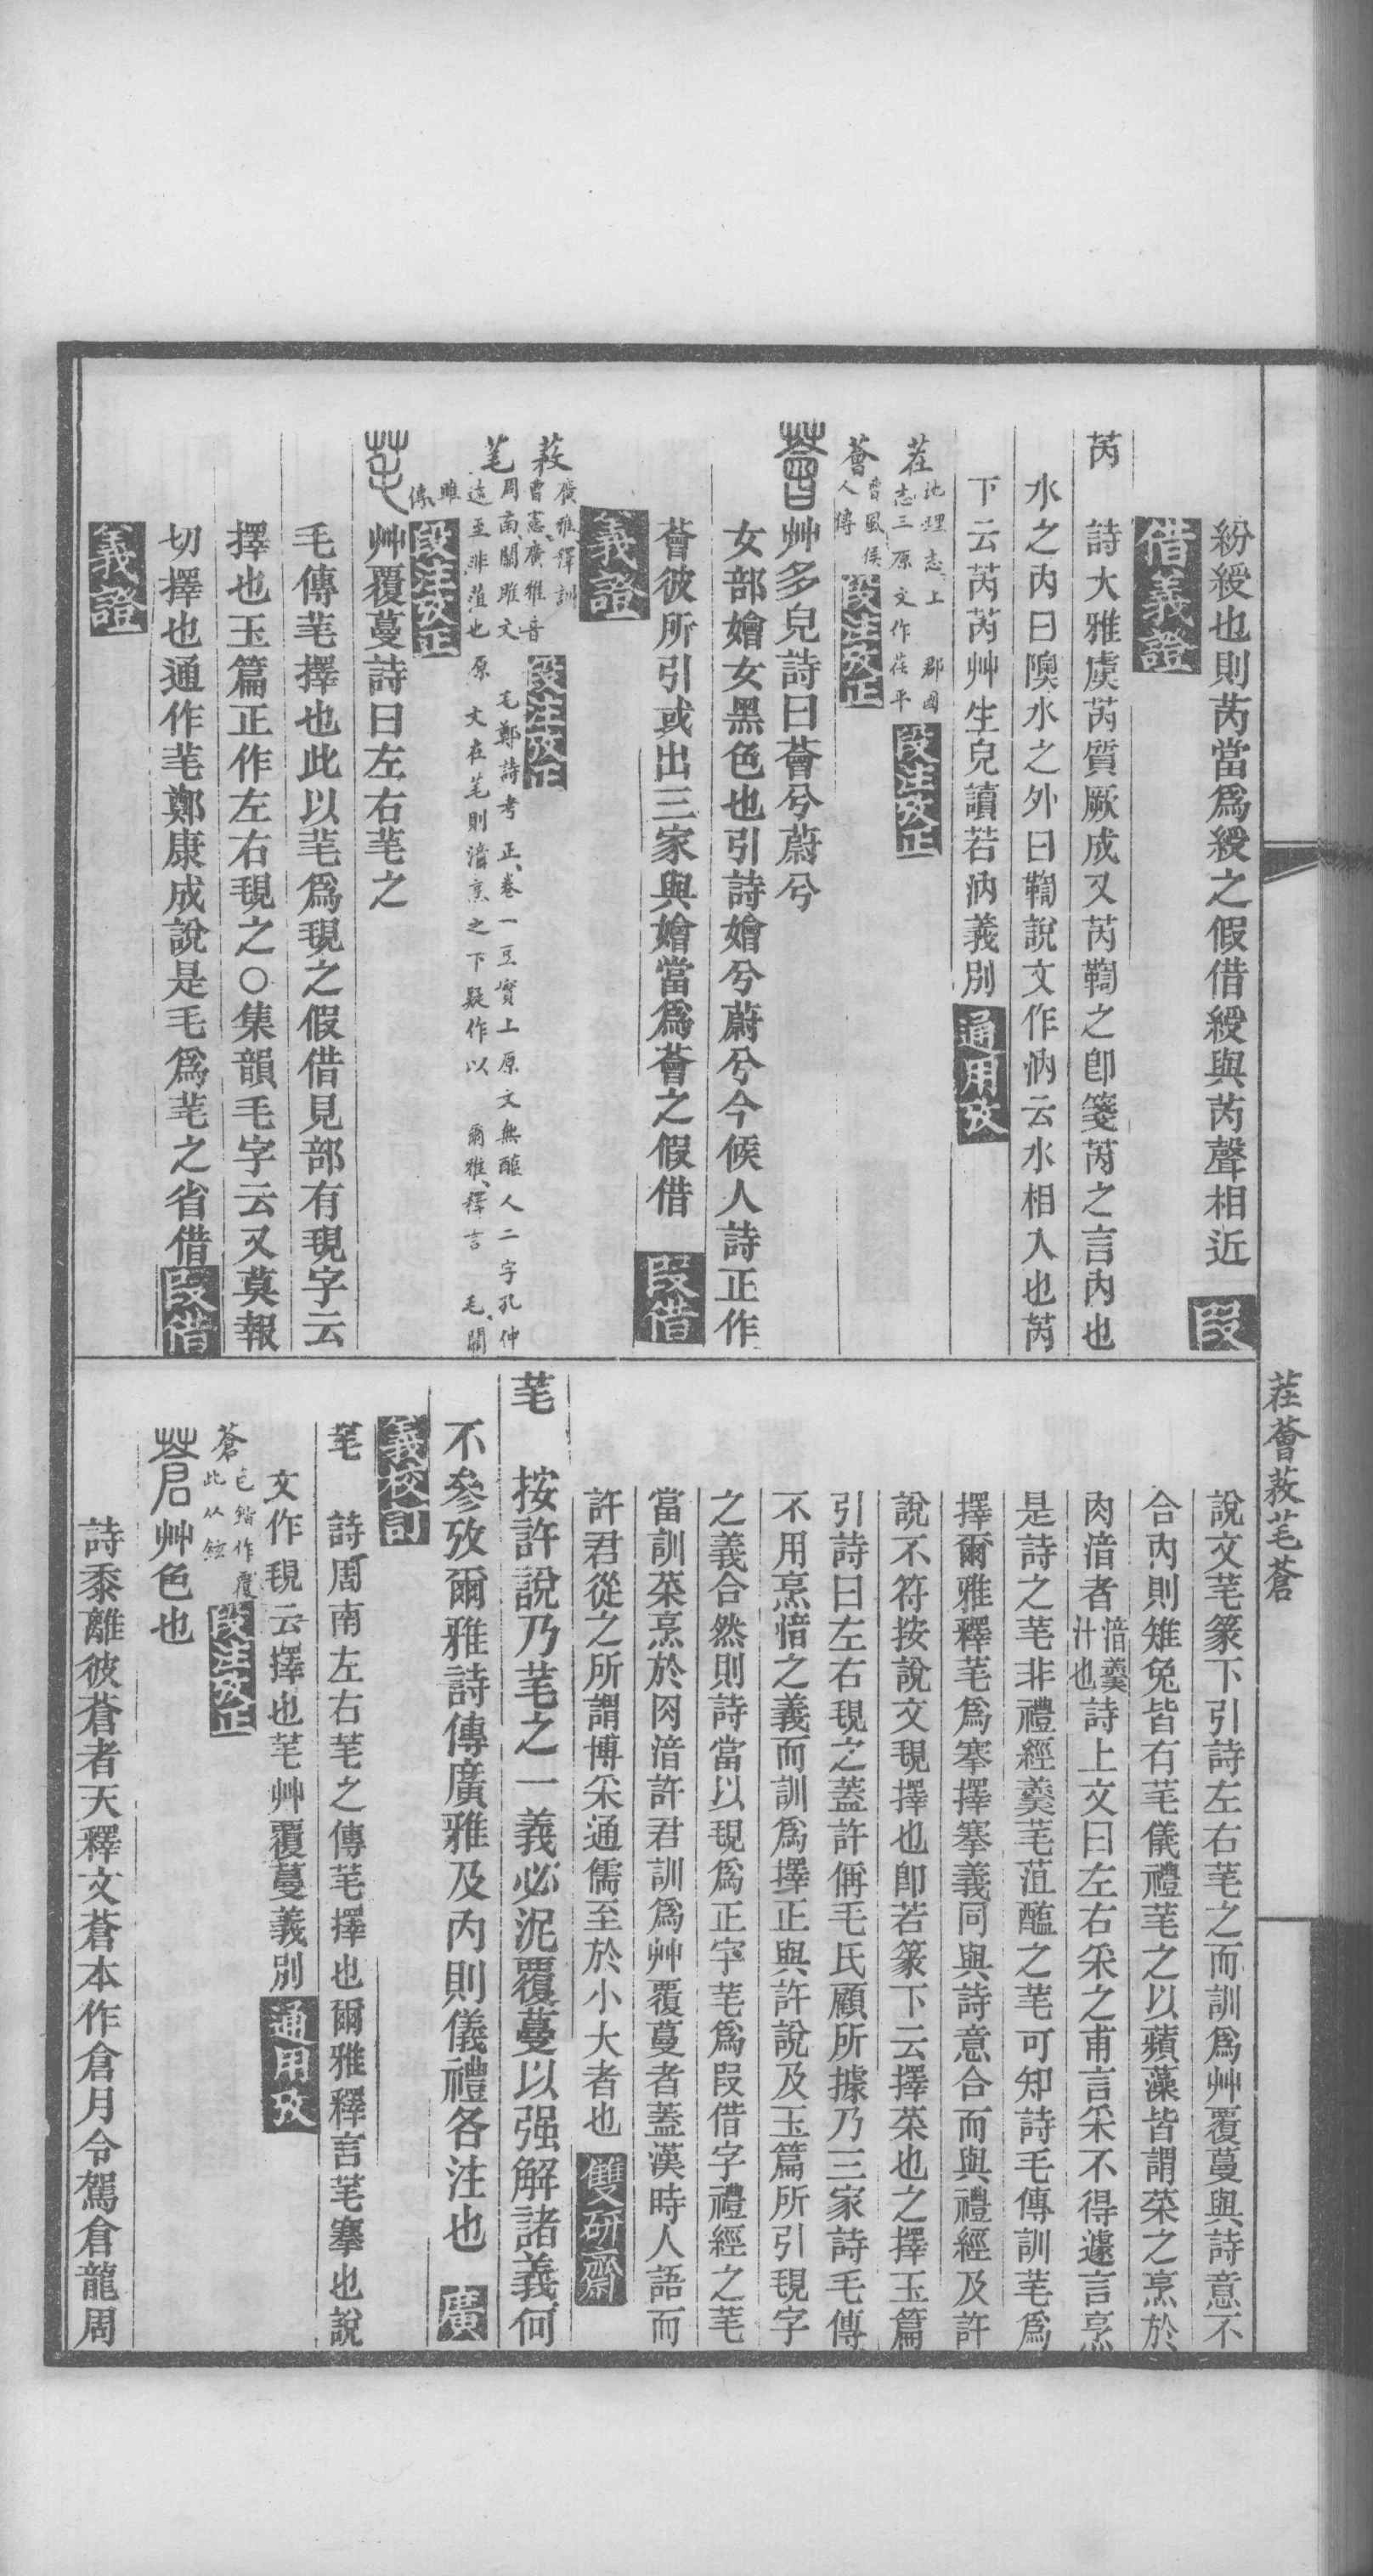 紛綬也則芮當爲綬之假借綬與芮聲相近 叚
借義證
芮 詩大雅虞芮質厥成又芮鞫之卽箋芮之言內也
水之內曰隩水之外曰鞫說文作汭云水相入也芮
下云芮芮艸生皃讀若汭義別 通用攷
茬 地理志上 郡國
志三原文作茬平 段注攷正
薈 曹風侯
人傳 段注攷正
薈 艸多皃詩曰薈兮蔚兮
女部嬒女黑色也引詩嬒兮蔚兮今候人詩正作
薈彼所引或出三家與嬒當爲薈之假借 叚借
義證
菽 廣雅釋訓
曹憲廣雅音 段注攷正
芼 周南關雎文 毛鄭詩考正卷一豆實上原文無醢人二字孔仲
達至非菹也 原文在芼則湆烹之下疑作以 爾雅釋言 毛關
雎
傳 段注攷正
芼 艸覆蔓詩曰左右芼之
毛傳芼擇也此以芼爲覒之假借見部有覒字云
擇也玉篇正作左右覒之○集韻毛字云又莫報
切擇也通作芼鄭康成說是毛爲芼之省借 叚借
義證
茬薈菽芼蒼
說文芼篆下引詩左右芼之而訓爲艸覆蔓與詩意不
合內則雉兔皆有芼儀禮芼之以蘋藻皆謂菜之烹於
肉湆者湆羹汁也詩上文曰左右采之甫言采不得遽言烹
是詩之芼非禮經羹芼菹醢之芼可知詩毛傳訓芼爲
擇爾雅釋芼爲搴擇搴義同與詩意合而與禮經及許
說不符按說文覒擇也卽若篆下云擇菜也之擇玉篇
引詩曰左右覒之蓋許偁毛氏顧所據乃三家詩毛傳
不用烹湆之義而訓爲擇正與許說及玉篇所引覒字
之義合然則詩當以覒爲正字芼爲叚借字禮經之芼
當訓菜烹於肉湆許君訓爲艸覆蔓者蓋漢時人語而
許君從之所謂博采通儒至於小大者也 雙研齋
芼 按許說乃芼之一義必泥覆蔓以强解諸義何
不參攷爾雅詩傳廣雅及內則儀禮各注也 廣
義校訂
芼 詩周南左右芼之傳芼擇也爾雅釋言芼搴也說
文作覒云擇也芼艸覆蔓義別 通用攷
蒼 它鍇作覆
此从鉉 段注攷正
蒼 艸色也
詩黍離彼蒼者天釋文蒼本作倉月令駕倉龍周